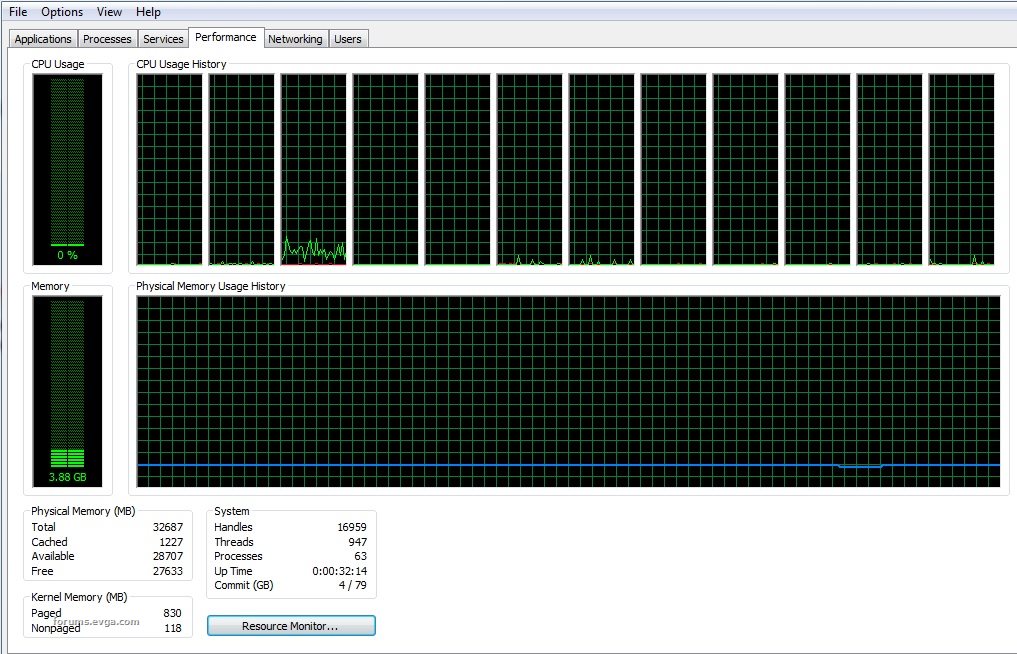 File Options View Help
Applications Processes Services Performance Networking Users
CPU Usage CPU Usage History
0 %
Memory Physical Memory Usage History
3.88 GB
Physical Memory (MB)
Total 32687
Cached 1227
Available 28707
Free 27633
Kernel Memory (MB)
Paged 830
Nonpaged 118
System
Handles 16959
Threads 947
Processes 63
Up Time 0:00:32:14
Commit (GB) 4 / 79
Resource Monitor...
forums.evga.com